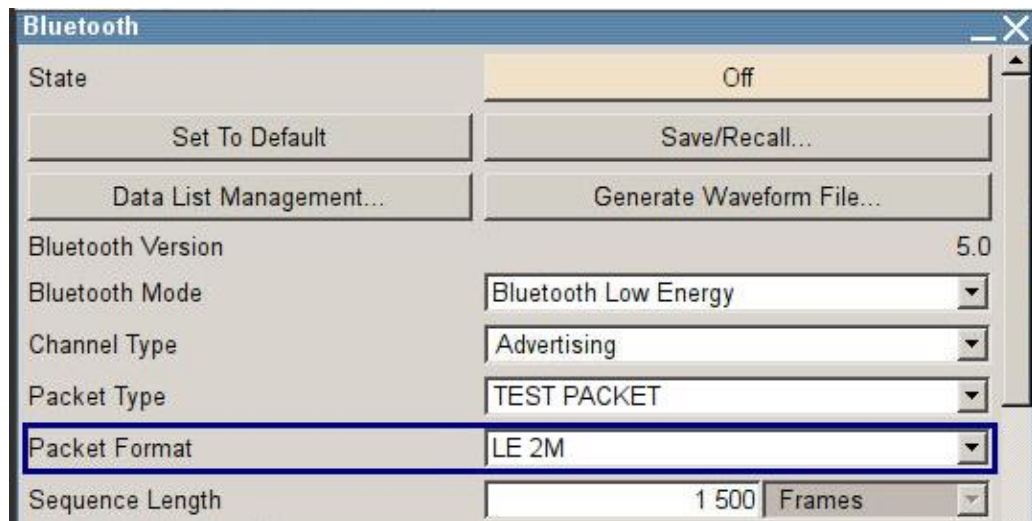 Bluetooth
State Off
Set To Default Save/Recall...
Data List Management... Generate Waveform File...
Bluetooth Version 5.0
Bluetooth Mode Bluetooth Low Energy
Channel Type Advertising
Packet Type TEST PACKET
Packet Format LE 2M
Sequence Length 1 500 Frames